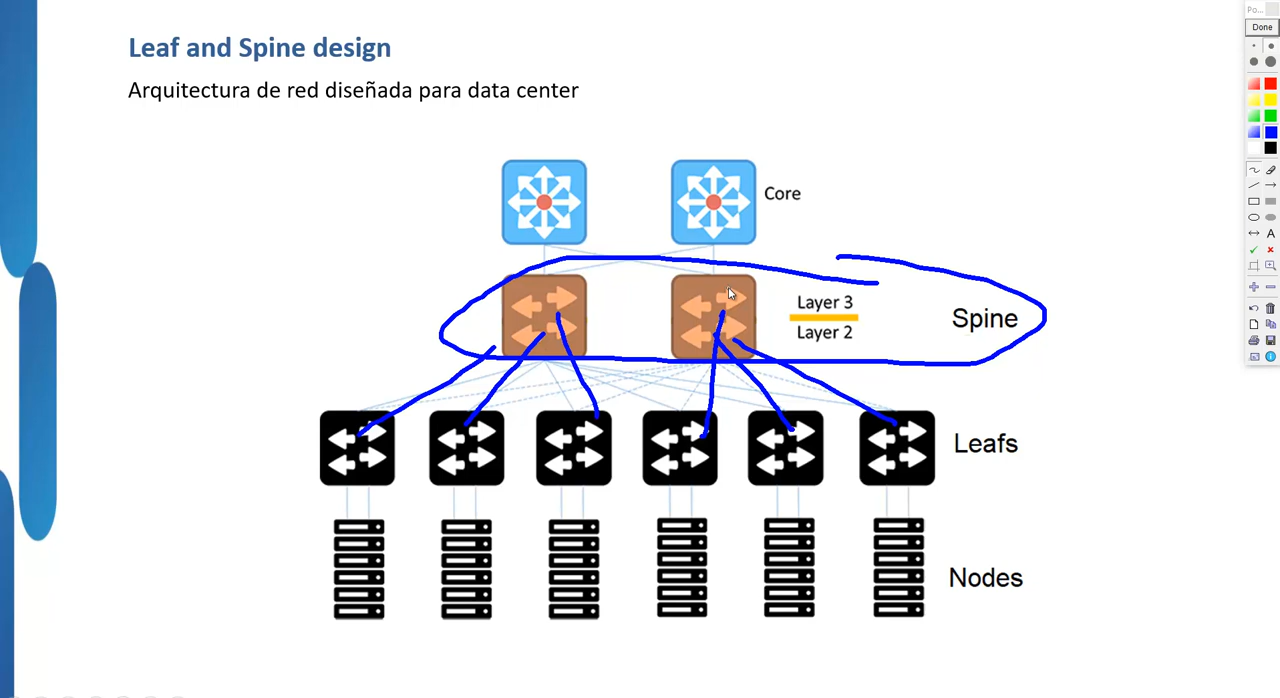 Leaf and Spine design
Arquitectura de red diseñada para data center
Core
Layer 3
Layer 2
Spine
Leafs
Nodes
Po...
Done
A